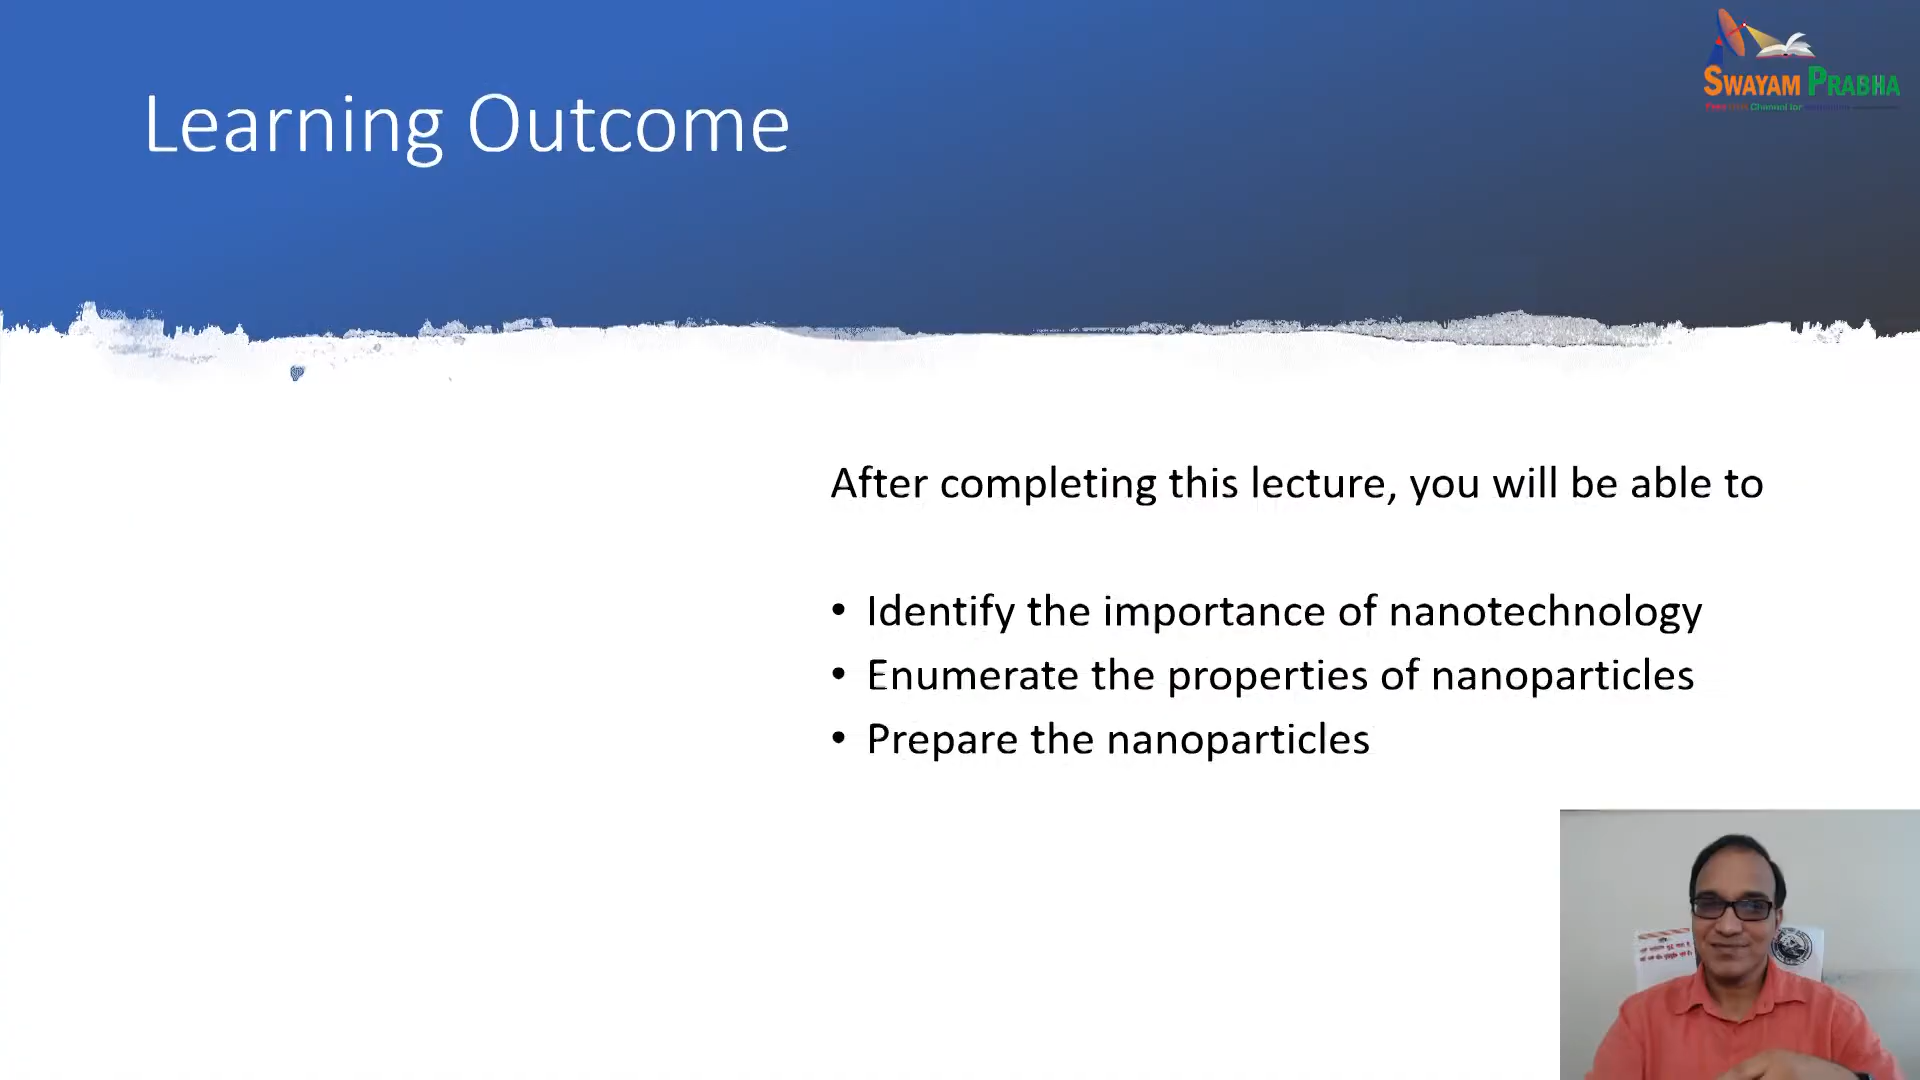 SWAYAM PRABHA
Learning Outcome
After completing this lecture, you will be able to
• Identify the importance of nanotechnology
• Enumerate the properties of nanoparticles
• Prepare the nanoparticles